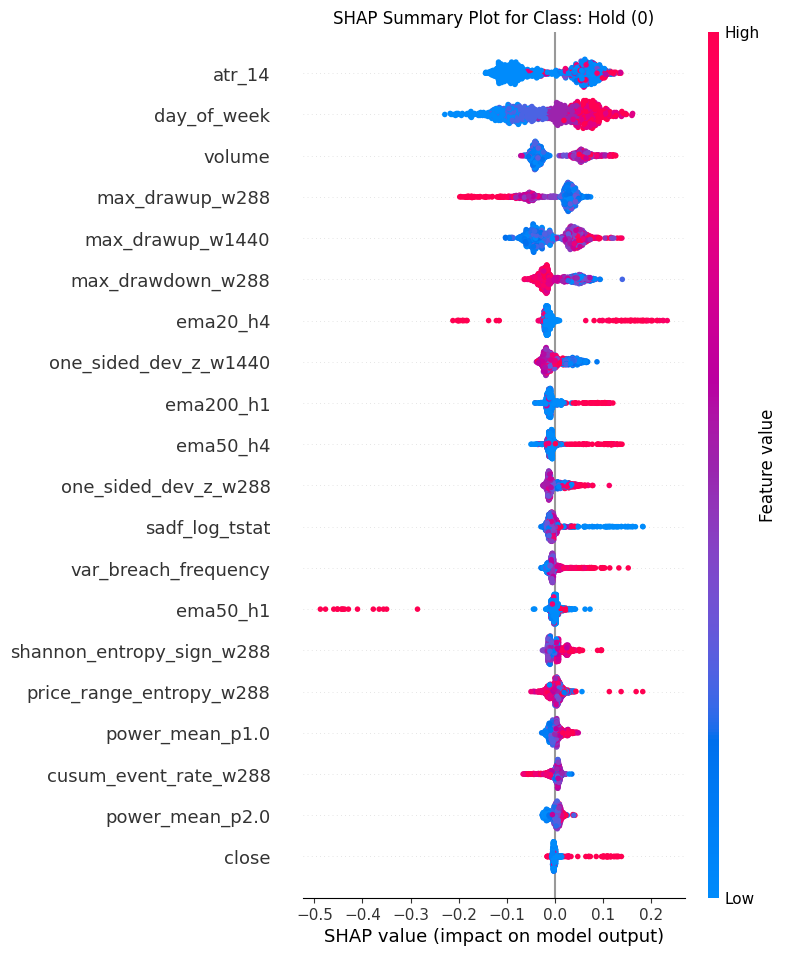 SHAP Summary Plot for Class: Hold (0)
High
atr_14
day_of_week
volume
max_drawup_w288
max_drawup_w1440
max_drawdown_w288
ema20_h4
one_sided_dev_z_w1440
ema200_h1
ema50_h4
one_sided_dev_z_w288
sadf_log_tstat
var_breach_frequency
ema50_h1
shannon_entropy_sign_w288
price_range_entropy_w288
power_mean_p1.0
cusum_event_rate_w288
power_mean_p2.0
close
Feature value
Low
−0.5 −0.4 −0.3 −0.2 −0.1 0.0 0.1 0.2
SHAP value (impact on model output)